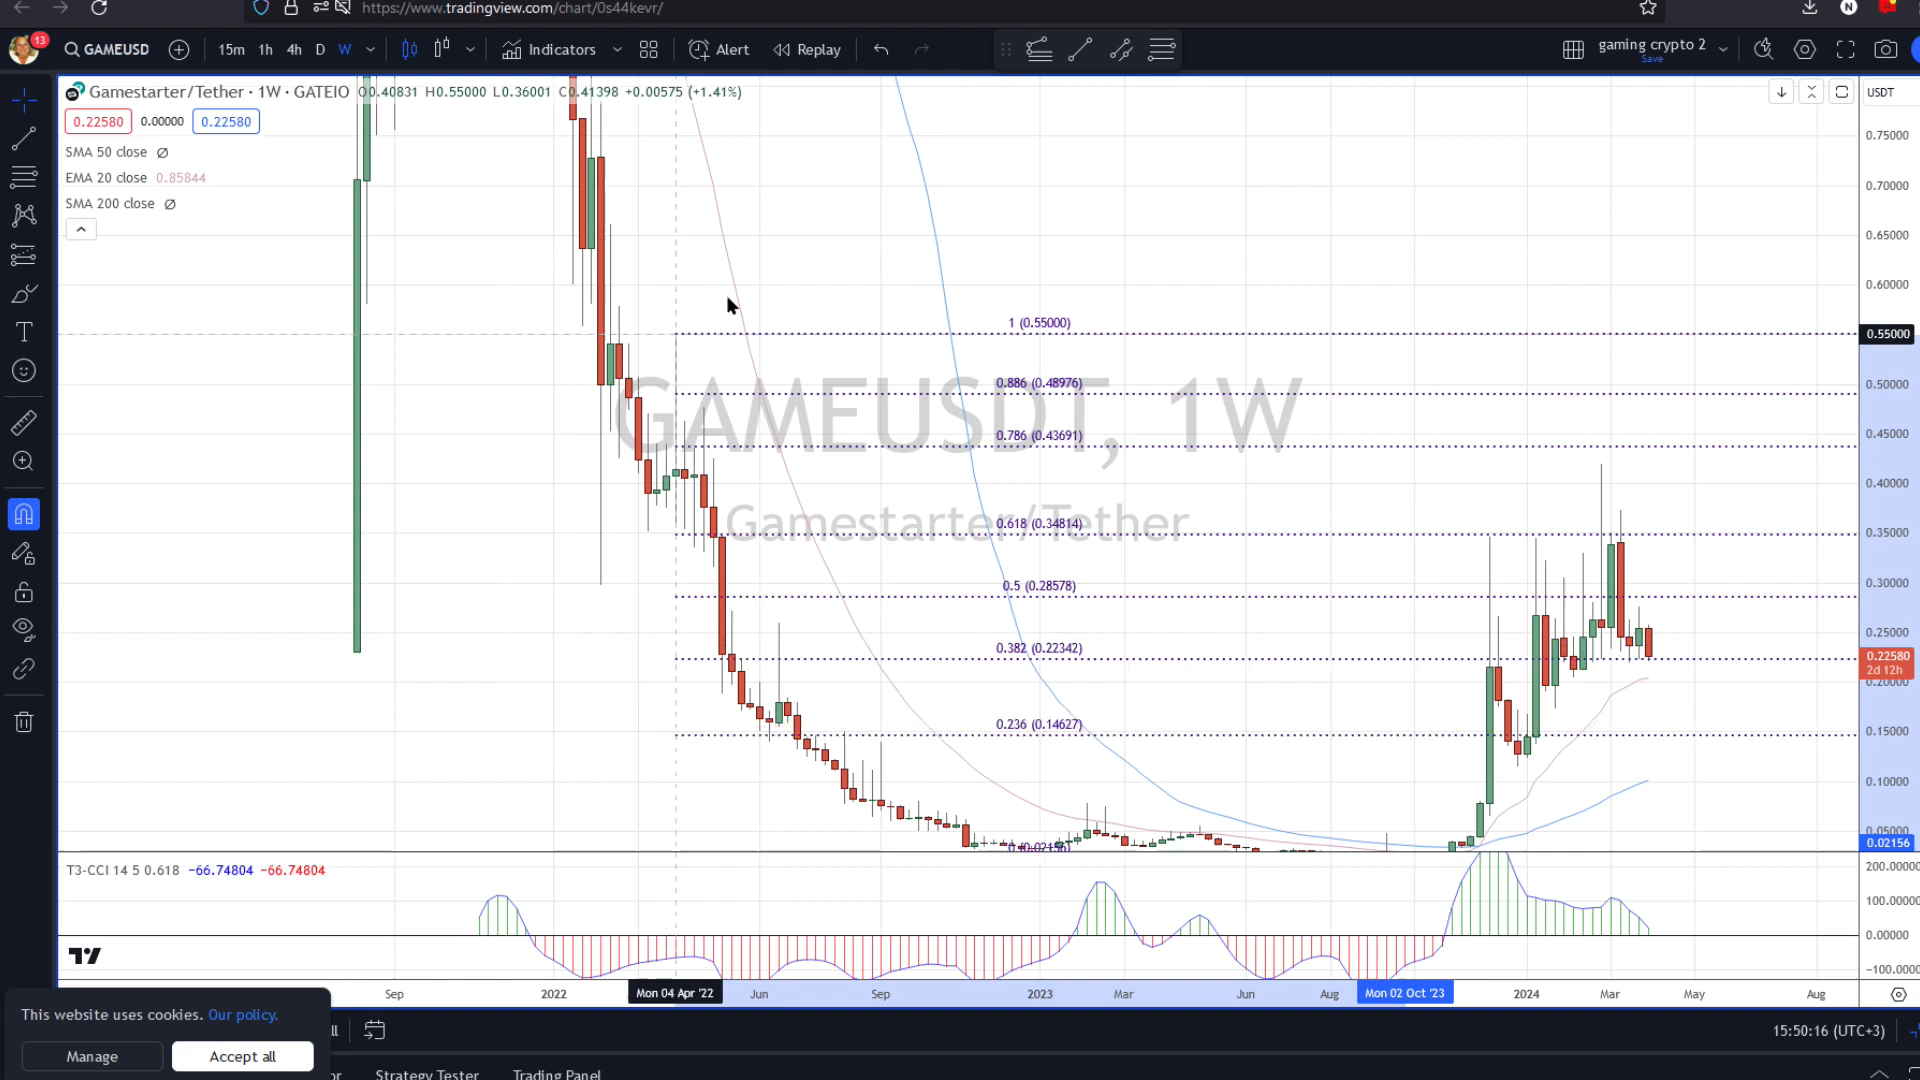 https://www.tradingview.com/chart/0s44kevr/
N
13
GAMEUSD
15m 1h 4h D W
Indicators
Alert
Replay
gaming crypto 2
Save
Gamestarter/Tether · 1W · GATEIO O0.40831 H0.55000 L0.36001 C0.41398 +0.00575 (+1.41%)
USDT
0.22580 0.00000 0.22580
SMA 50 close
EMA 20 close 0.85844
SMA 200 close
GAMEUSDT, 1W
Gamestarter/Tether
1 (0.55000)
0.886 (0.48976)
0.786 (0.43691)
0.618 (0.34814)
0.5 (0.28578)
0.382 (0.22342)
0.236 (0.14627)
0.75000
0.70000
0.65000
0.60000
0.55000
0.50000
0.45000
0.40000
0.35000
0.30000
0.25000
0.22580
2d 12h
0.20000
0.15000
0.10000
0.05000
0.02156
T3-CCI 14 5 0.618 −66.74804 −66.74804
200.00000
100.00000
0.00000
−100.0000
Sep 2022 Mon 04 Apr '22 Jun Sep 2023 Mar Jun Aug Mon 02 Oct '23 2024 Mar May Aug
This website uses cookies. Our policy.
Manage Accept all
15:50:16 (UTC+3)
Strategy Tester Trading Panel